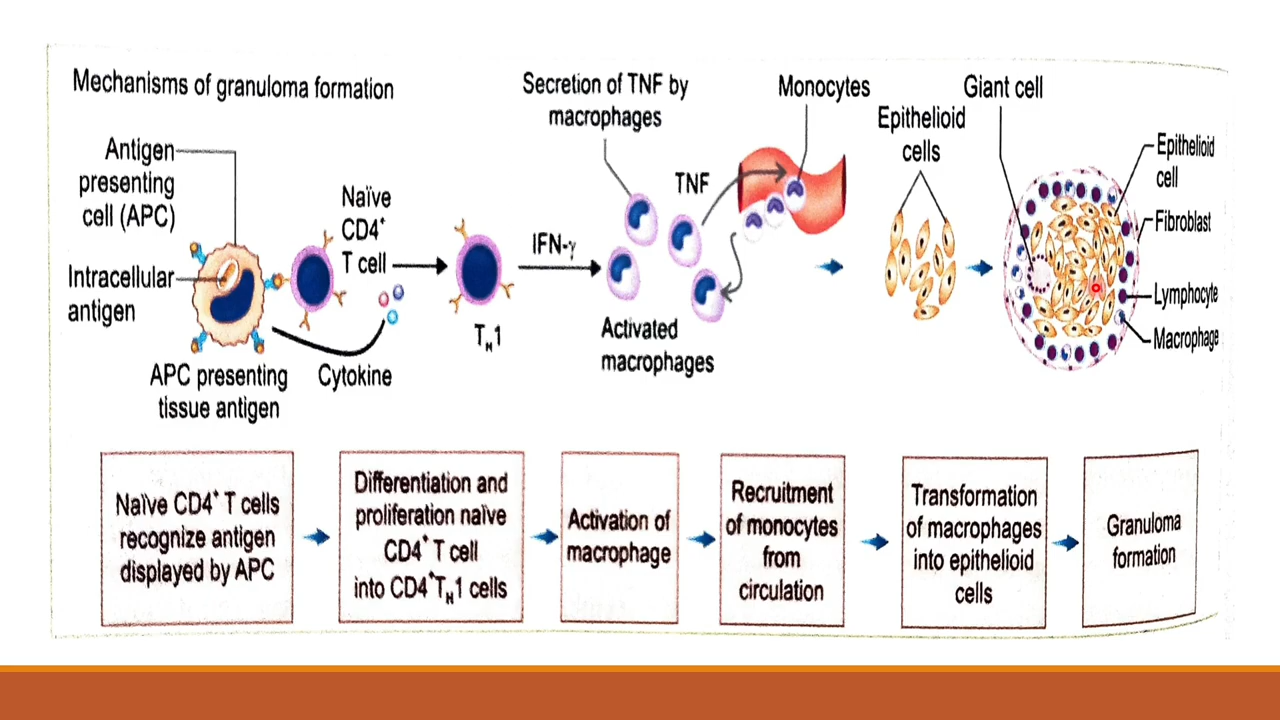 Mechanisms of granuloma formation
Secretion of TNF by
macrophages
Monocytes
Giant cell
Epithelioid
cells
Antigen
presenting
cell (APC)
Naïve
CD4⁺
T cell
TNF
Epithelioid
cell
Fibroblast
IFN-γ
Intracellular
antigen
Lymphocyte
Macrophage
T_H1
Activated
macrophages
APC presenting
tissue antigen
Cytokine
Naïve CD4⁺ T cells
recognize antigen
displayed by APC
Differentiation and
proliferation naïve
CD4⁺ T cell
into CD4⁺T_H1 cells
Activation of
macrophage
Recruitment
of monocytes
from
circulation
Transformation
of macrophages
into epithelioid
cells
Granuloma
formation